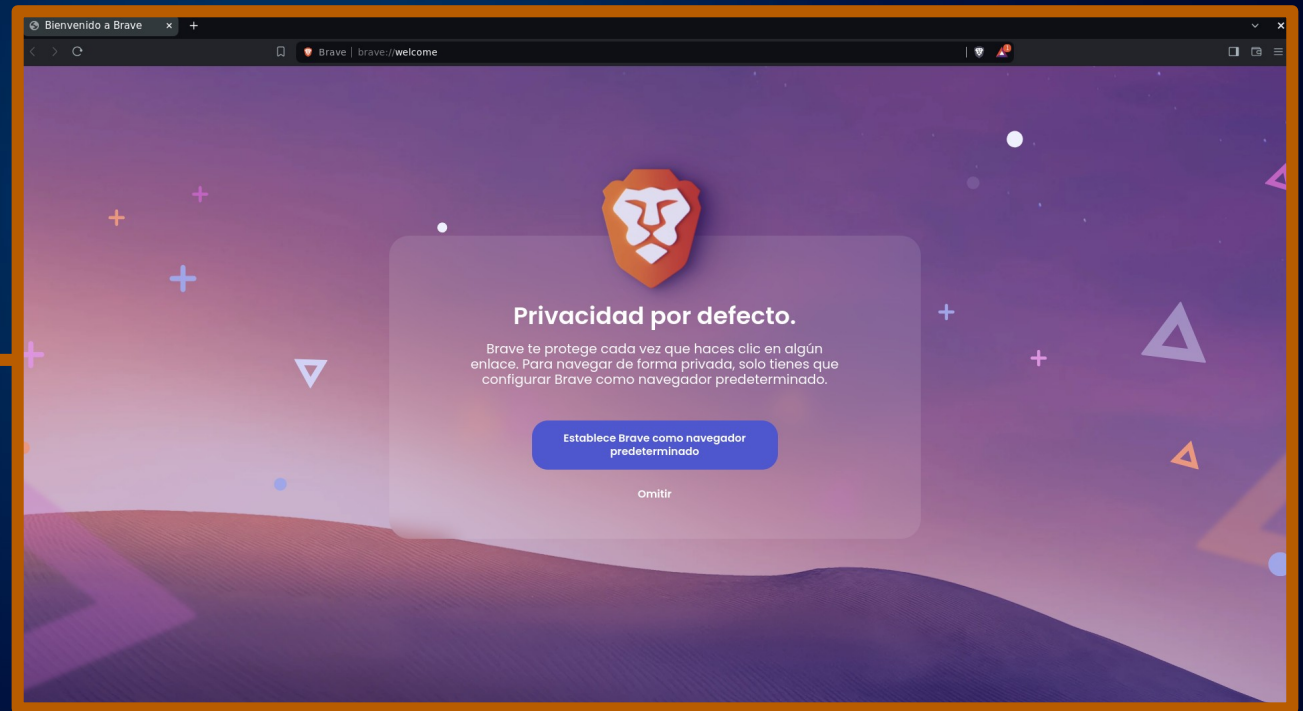 Bienvenido a Brave
Brave | brave://welcome
1
Privacidad por defecto.
Brave te protege cada vez que haces clic en algún
enlace. Para navegar de forma privada, solo tienes que
configurar Brave como navegador predeterminado.
Establece Brave como navegador
predeterminado
Omitir